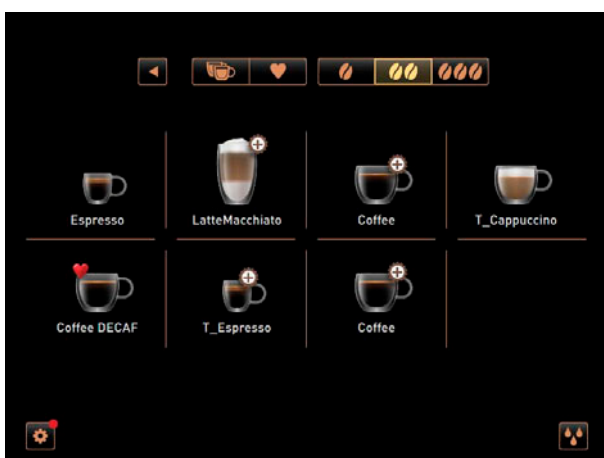 Espresso
LatteMacchiato
Coffee
T_Cappuccino
Coffee DECAF
T_Espresso
Coffee